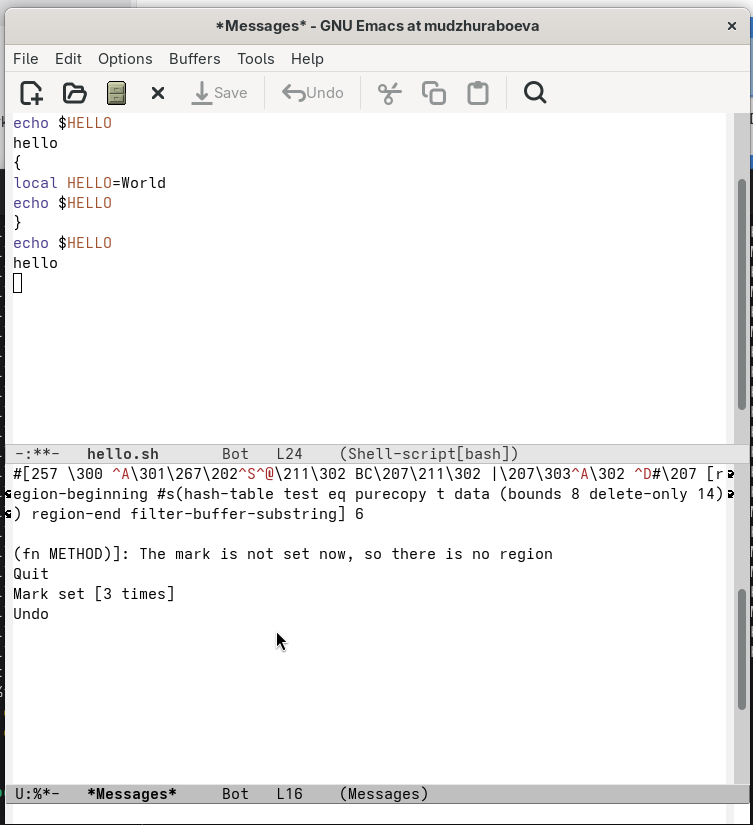 *Messages* - GNU Emacs at mudzhuraboeva
File Edit Options Buffers Tools Help
Save Undo
echo $HELLO
hello
{
local HELLO=World
echo $HELLO
}
echo $HELLO
hello
-:**- hello.sh Bot L24 (Shell-script[bash])
#[257 \300 ^A\301\267\202^S^@\211\302 BC\207\211\302 |\207\303^A\302 ^D#\207 [r
egion-beginning #s(hash-table test eq purecopy t data (bounds 8 delete-only 14)
) region-end filter-buffer-substring] 6
(fn METHOD)]: The mark is not set now, so there is no region
Quit
Mark set [3 times]
Undo
U:%*- *Messages* Bot L16 (Messages)